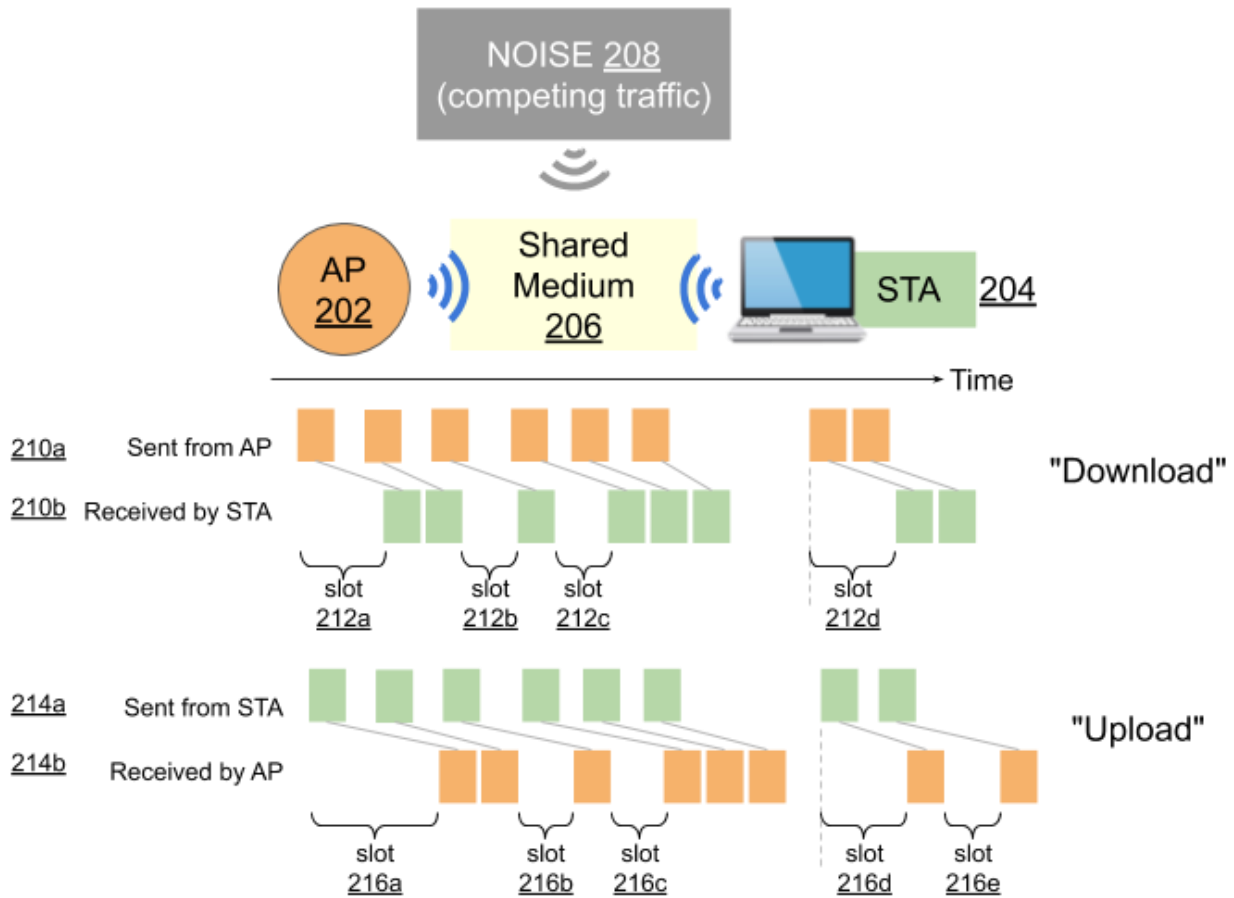 NOISE 208
(competing traffic)
AP
202
Shared
Medium
206
STA
204
Time
210a
Sent from AP
210b
Received by STA
"Download"
slot
212a
slot
212b
slot
212c
slot
212d
214a
Sent from STA
214b
Received by AP
"Upload"
slot
216a
slot
216b
slot
216c
slot
216d
slot
216e